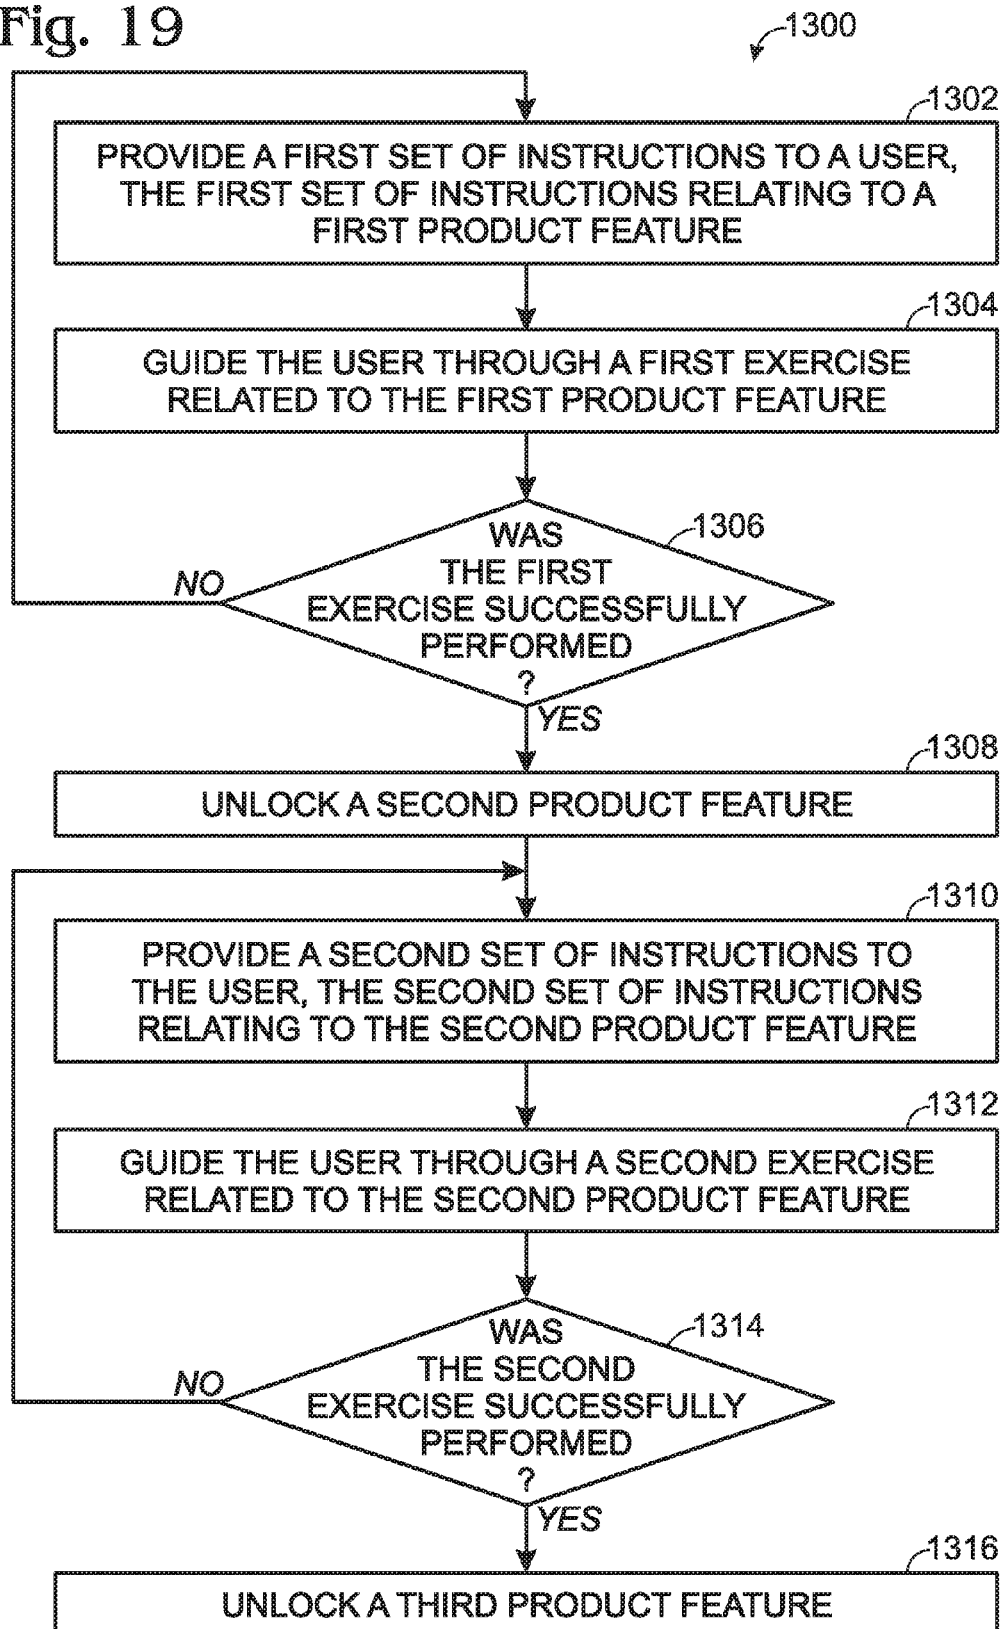 Fig. 19
1300
1302
PROVIDE A FIRST SET OF INSTRUCTIONS TO A USER,
THE FIRST SET OF INSTRUCTIONS RELATING TO A
FIRST PRODUCT FEATURE
1304
GUIDE THE USER THROUGH A FIRST EXERCISE
RELATED TO THE FIRST PRODUCT FEATURE
1306
WAS
THE FIRST
EXERCISE SUCCESSFULLY
PERFORMED
?
NO
YES
1308
UNLOCK A SECOND PRODUCT FEATURE
1310
PROVIDE A SECOND SET OF INSTRUCTIONS TO
THE USER, THE SECOND SET OF INSTRUCTIONS
RELATING TO THE SECOND PRODUCT FEATURE
1312
GUIDE THE USER THROUGH A SECOND EXERCISE
RELATED TO THE SECOND PRODUCT FEATURE
1314
WAS
THE SECOND
EXERCISE SUCCESSFULLY
PERFORMED
?
NO
YES
1316
UNLOCK A THIRD PRODUCT FEATURE